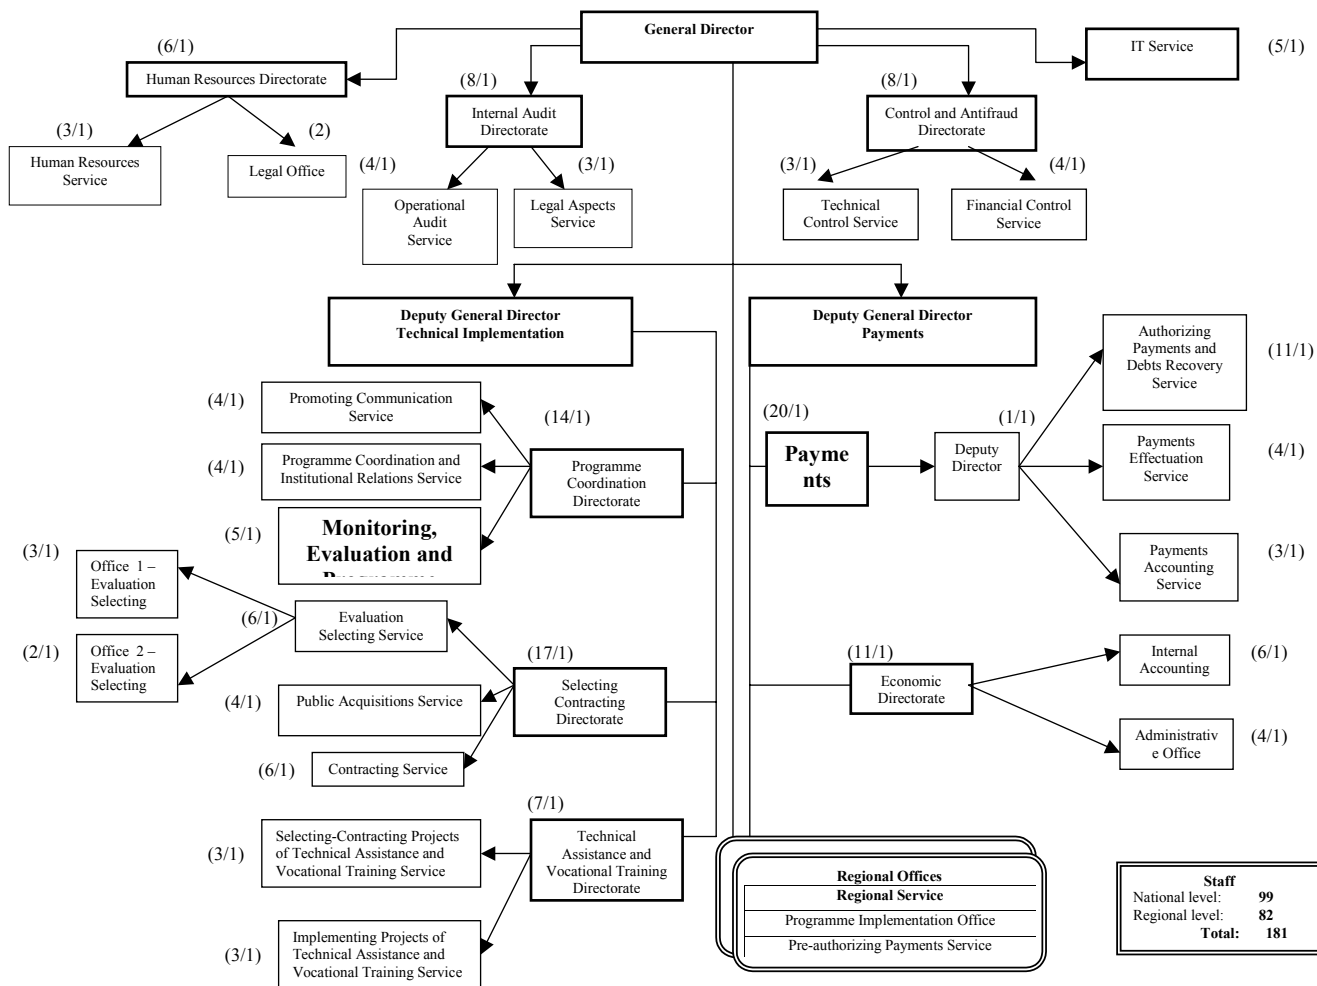 General Director
(6/1)
Human Resources Directorate
(8/1)
Internal Audit
Directorate
(8/1)
Control and Antifraud
Directorate
IT Service
(5/1)
(3/1)
Human Resources
Service
(2)
Legal Office
(4/1)
Operational
Audit
Service
(3/1)
Legal Aspects
Service
(3/1)
Technical
Control Service
(4/1)
Financial Control
Service
Deputy General Director
Technical Implementation
Deputy General Director
Payments
(4/1)
Promoting Communication
Service
(4/1)
Programme Coordination and
Institutional Relations Service
(5/1)
Monitoring,
Evaluation and
(14/1)
Programme
Coordination
Directorate
(3/1)
Office 1 –
Evaluation
Selecting
(2/1)
Office 2 –
Evaluation
Selecting
(6/1)
Evaluation
Selecting Service
(4/1)
Public Acquisitions Service
(6/1)
Contracting Service
(17/1)
Selecting
Contracting
Directorate
(3/1)
Selecting-Contracting Projects
of Technical Assistance and
Vocational Training Service
(3/1)
Implementing Projects of
Technical Assistance and
Vocational Training Service
(7/1)
Technical
Assistance and
Vocational Training
Directorate
(20/1)
Payme
nts
(1/1)
Deputy
Director
Authorizing
Payments and
Debts Recovery
Service
(11/1)
Payments
Effectuation
Service
(4/1)
Payments
Accounting
Service
(3/1)
(11/1)
Economic
Directorate
Internal
Accounting
(6/1)
Administrativ
e Office
(4/1)
Regional Offices
Regional Service
Programme Implementation Office
Pre-authorizing Payments Service
Staff
National level: 99
Regional level: 82
Total: 181